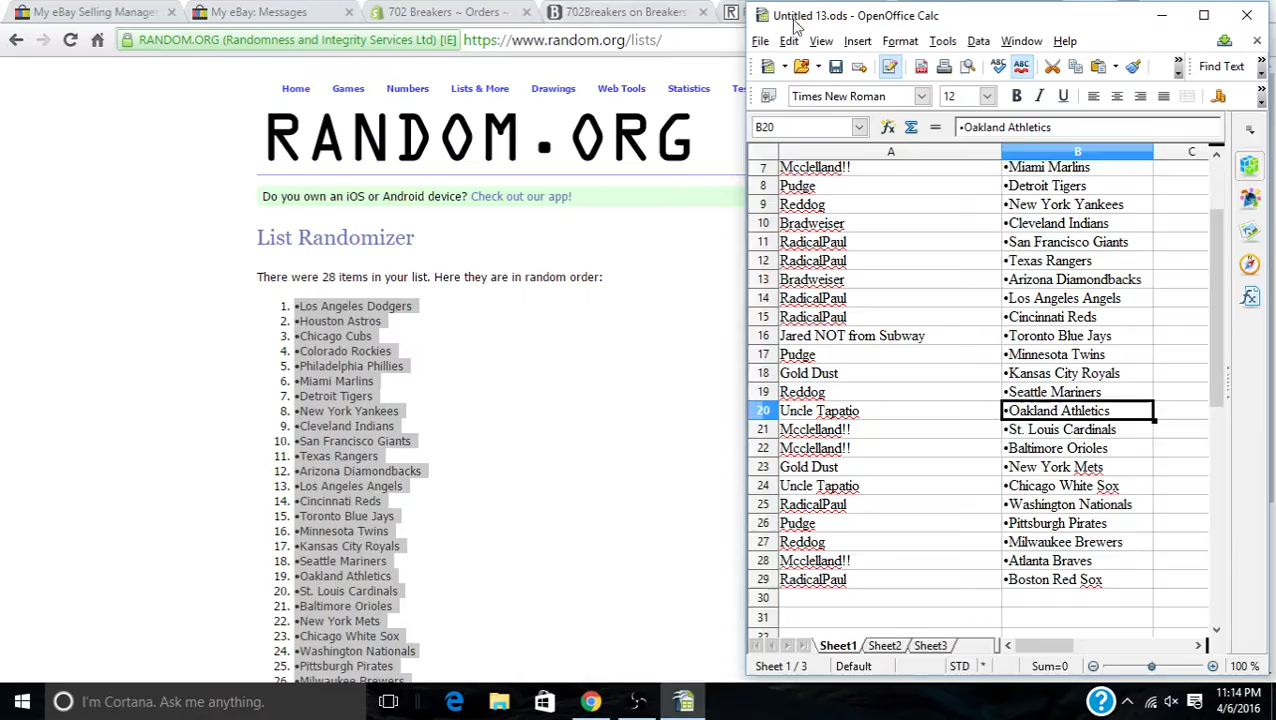 My eBay Selling Manage
My eBay: Messages
702 Breakers ~ Orders ~
702Breakers on Breakers
Untitled 13.ods - OpenOffice Calc
RANDOM.ORG (Randomness and Integrity Services Ltd) [IE]
https://www.random.org/lists/
File Edit View Insert Format Tools Data Window Help
Find Text
Times New Roman
12
B20
•Oakland Athletics
Home Games Numbers Lists & More Drawings Web Tools Statistics
RANDOM.ORG
Do you own an iOS or Android device? Check out our app!
List Randomizer
There were 28 items in your list. Here they are in random order:
1. •Los Angeles Dodgers
2. •Houston Astros
3. •Chicago Cubs
4. •Colorado Rockies
5. •Philadelphia Phillies
6. •Miami Marlins
7. •Detroit Tigers
8. •New York Yankees
9. •Cleveland Indians
10. •San Francisco Giants
11. •Texas Rangers
12. •Arizona Diamondbacks
13. •Los Angeles Angels
14. •Cincinnati Reds
15. •Toronto Blue Jays
16. •Minnesota Twins
17. •Kansas City Royals
18. •Seattle Mariners
19. •Oakland Athletics
20. •St. Louis Cardinals
21. •Baltimore Orioles
22. •New York Mets
23. •Chicago White Sox
24. •Washington Nationals
25. •Pittsburgh Pirates
26. •Milwaukee Brewers
A B C
7 Mcclelland!! •Miami Marlins
8 Pudge •Detroit Tigers
9 Reddog •New York Yankees
10 Bradweiser •Cleveland Indians
11 RadicalPaul •San Francisco Giants
12 RadicalPaul •Texas Rangers
13 Bradweiser •Arizona Diamondbacks
14 RadicalPaul •Los Angeles Angels
15 RadicalPaul •Cincinnati Reds
16 Jared NOT from Subway •Toronto Blue Jays
17 Pudge •Minnesota Twins
18 Gold Dust •Kansas City Royals
19 Reddog •Seattle Mariners
20 Uncle Tapatio •Oakland Athletics
21 Mcclelland!! •St. Louis Cardinals
22 Mcclelland!! •Baltimore Orioles
23 Gold Dust •New York Mets
24 Uncle Tapatio •Chicago White Sox
25 RadicalPaul •Washington Nationals
26 Pudge •Pittsburgh Pirates
27 Reddog •Milwaukee Brewers
28 Mcclelland!! •Atlanta Braves
29 RadicalPaul •Boston Red Sox
30
31
Sheet1 Sheet2 Sheet3
Sheet 1 / 3 Default STD * Sum=0 100 %
I'm Cortana. Ask me anything.
11:14 PM
4/6/2016